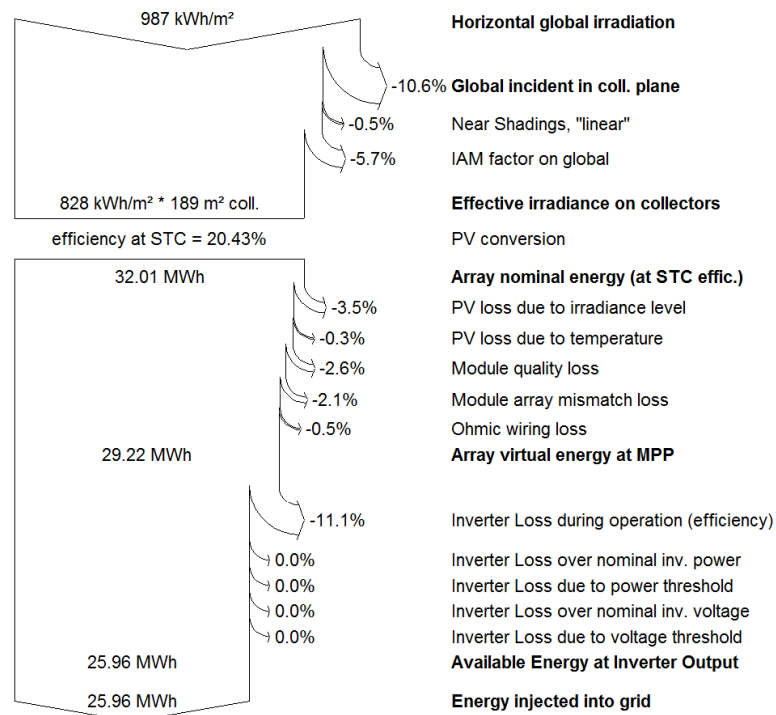 987 kWh/m² Horizontal global irradiation
-10.6% Global incident in coll. plane
-0.5% Near Shadings, "linear"
-5.7% IAM factor on global
828 kWh/m² * 189 m² coll. Effective irradiance on collectors
efficiency at STC = 20.43% PV conversion
32.01 MWh Array nominal energy (at STC effic.)
-3.5% PV loss due to irradiance level
-0.3% PV loss due to temperature
-2.6% Module quality loss
-2.1% Module array mismatch loss
-0.5% Ohmic wiring loss
29.22 MWh Array virtual energy at MPP
-11.1% Inverter Loss during operation (efficiency)
0.0% Inverter Loss over nominal inv. power
0.0% Inverter Loss due to power threshold
0.0% Inverter Loss over nominal inv. voltage
0.0% Inverter Loss due to voltage threshold
25.96 MWh Available Energy at Inverter Output
25.96 MWh Energy injected into grid